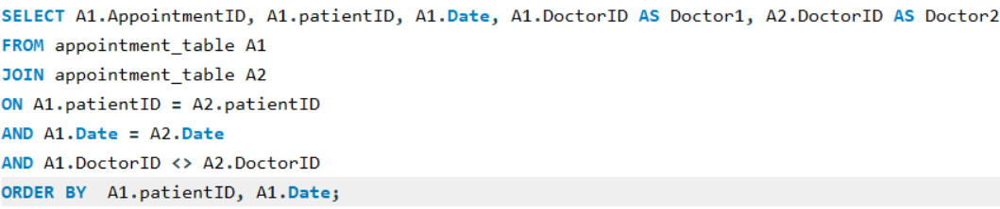 SELECT A1.AppointmentID, A1.patientID, A1.Date, A1.DoctorID AS Doctor1, A2.DoctorID AS Doctor2
FROM appointment_table A1
JOIN appointment_table A2
ON A1.patientID = A2.patientID
AND A1.Date = A2.Date
AND A1.DoctorID <> A2.DoctorID
ORDER BY  A1.patientID, A1.Date;